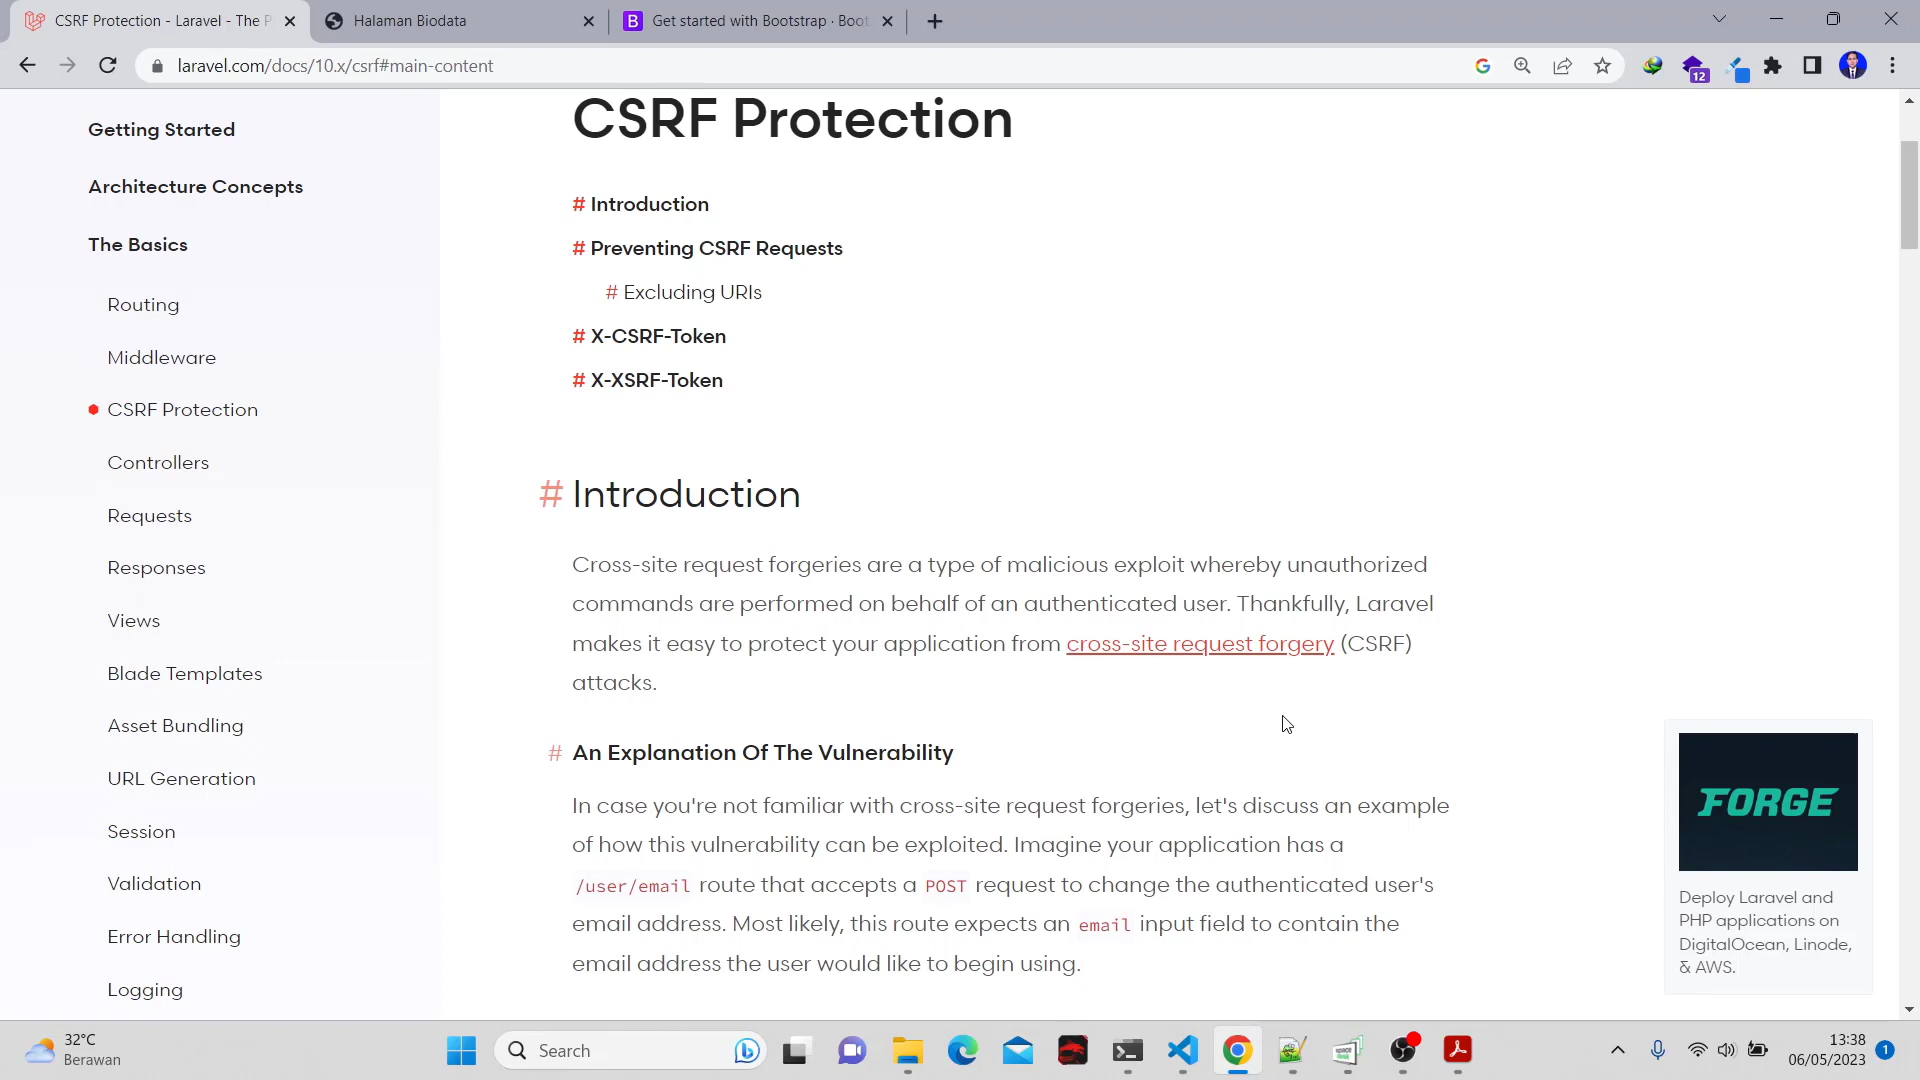 CSRF Protection - Laravel - The P
Halaman Biodata
Get started with Bootstrap · Boot
laravel.com/docs/10.x/csrf#main-content
12
Getting Started
Architecture Concepts
The Basics
Routing
Middleware
CSRF Protection
Controllers
Requests
Responses
Views
Blade Templates
Asset Bundling
URL Generation
Session
Validation
Error Handling
Logging
CSRF Protection
# Introduction
# Preventing CSRF Requests
# Excluding URIs
# X-CSRF-Token
# X-XSRF-Token
# Introduction
Cross-site request forgeries are a type of malicious exploit whereby unauthorized
commands are performed on behalf of an authenticated user. Thankfully, Laravel
makes it easy to protect your application from cross-site request forgery (CSRF)
attacks.
# An Explanation Of The Vulnerability
In case you're not familiar with cross-site request forgeries, let's discuss an example
of how this vulnerability can be exploited. Imagine your application has a
/user/email route that accepts a POST request to change the authenticated user's
email address. Most likely, this route expects an email input field to contain the
email address the user would like to begin using.
FORGE
Deploy Laravel and
PHP applications on
DigitalOcean, Linode,
& AWS.
32°C
Berawan
Search
13:38
06/05/2023
1